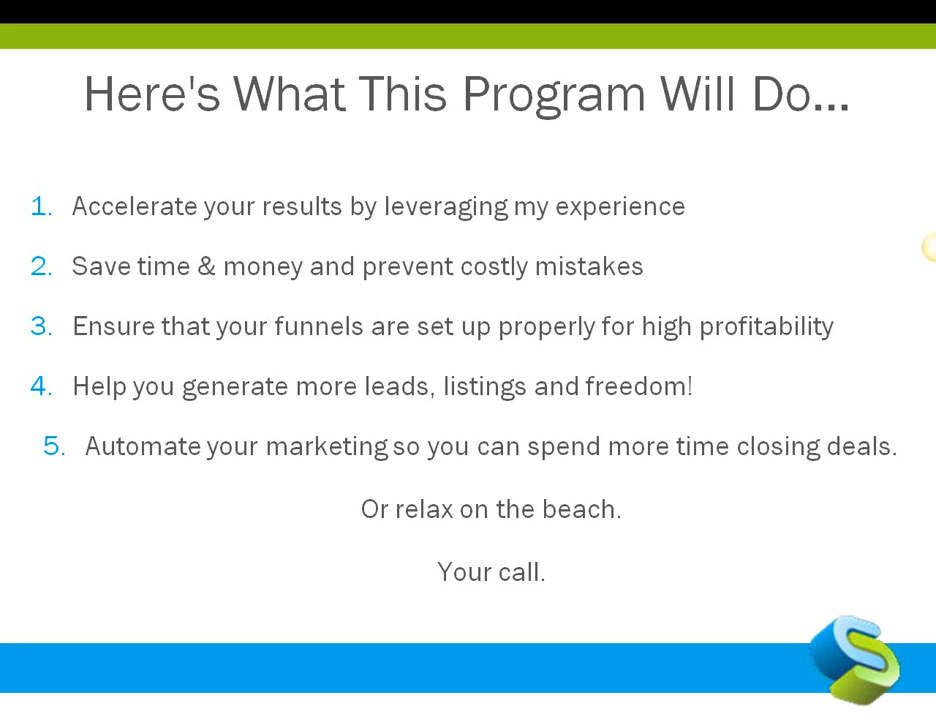 Here's What This Program Will Do...
1. Accelerate your results by leveraging my experience
2. Save time & money and prevent costly mistakes
3. Ensure that your funnels are set up properly for high profitability
4. Help you generate more leads, listings and freedom!
5. Automate your marketing so you can spend more time closing deals.
Or relax on the beach.
Your call.